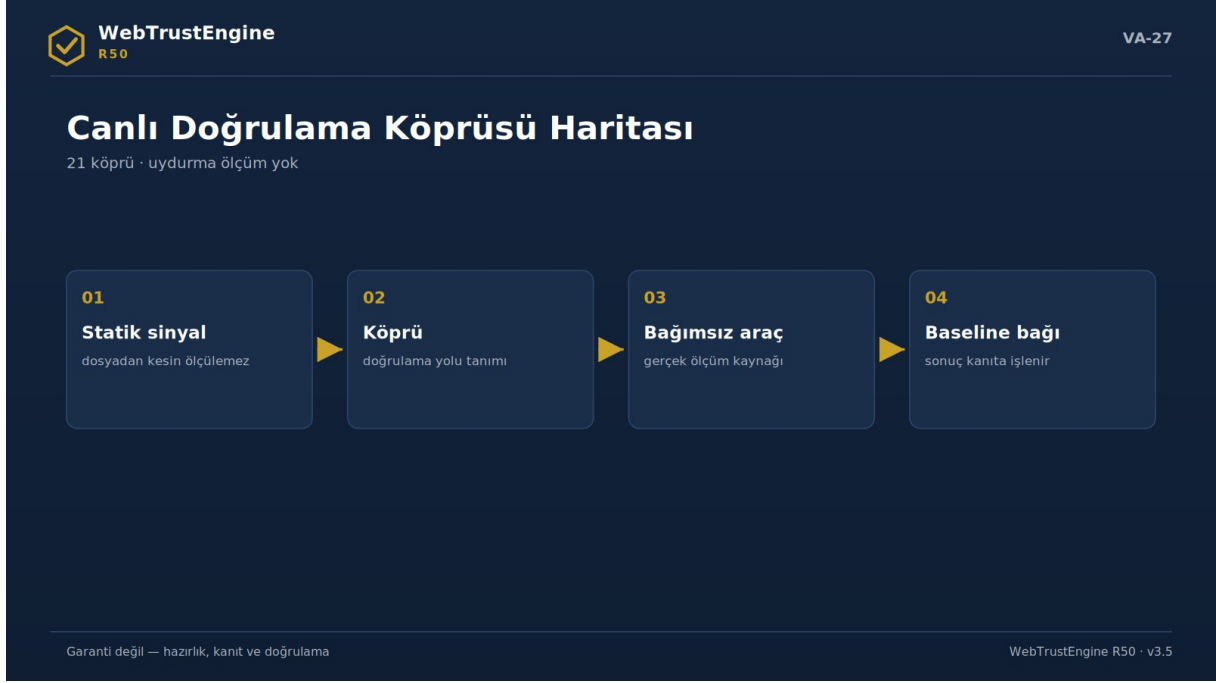 WebTrustEngine
R50
VA-27
Canlı Doğrulama Köprüsü Haritası
21 köprü · uydurma ölçüm yok
01
Statik sinyal
dosyadan kesin ölçülemez
02
Köprü
doğrulama yolu tanımı
03
Bağımsız araç
gerçek ölçüm kaynağı
04
Baseline bağı
sonuç kanıta işlenir
Garanti değil — hazırlık, kanıt ve doğrulama
WebTrustEngine R50 · v3.5